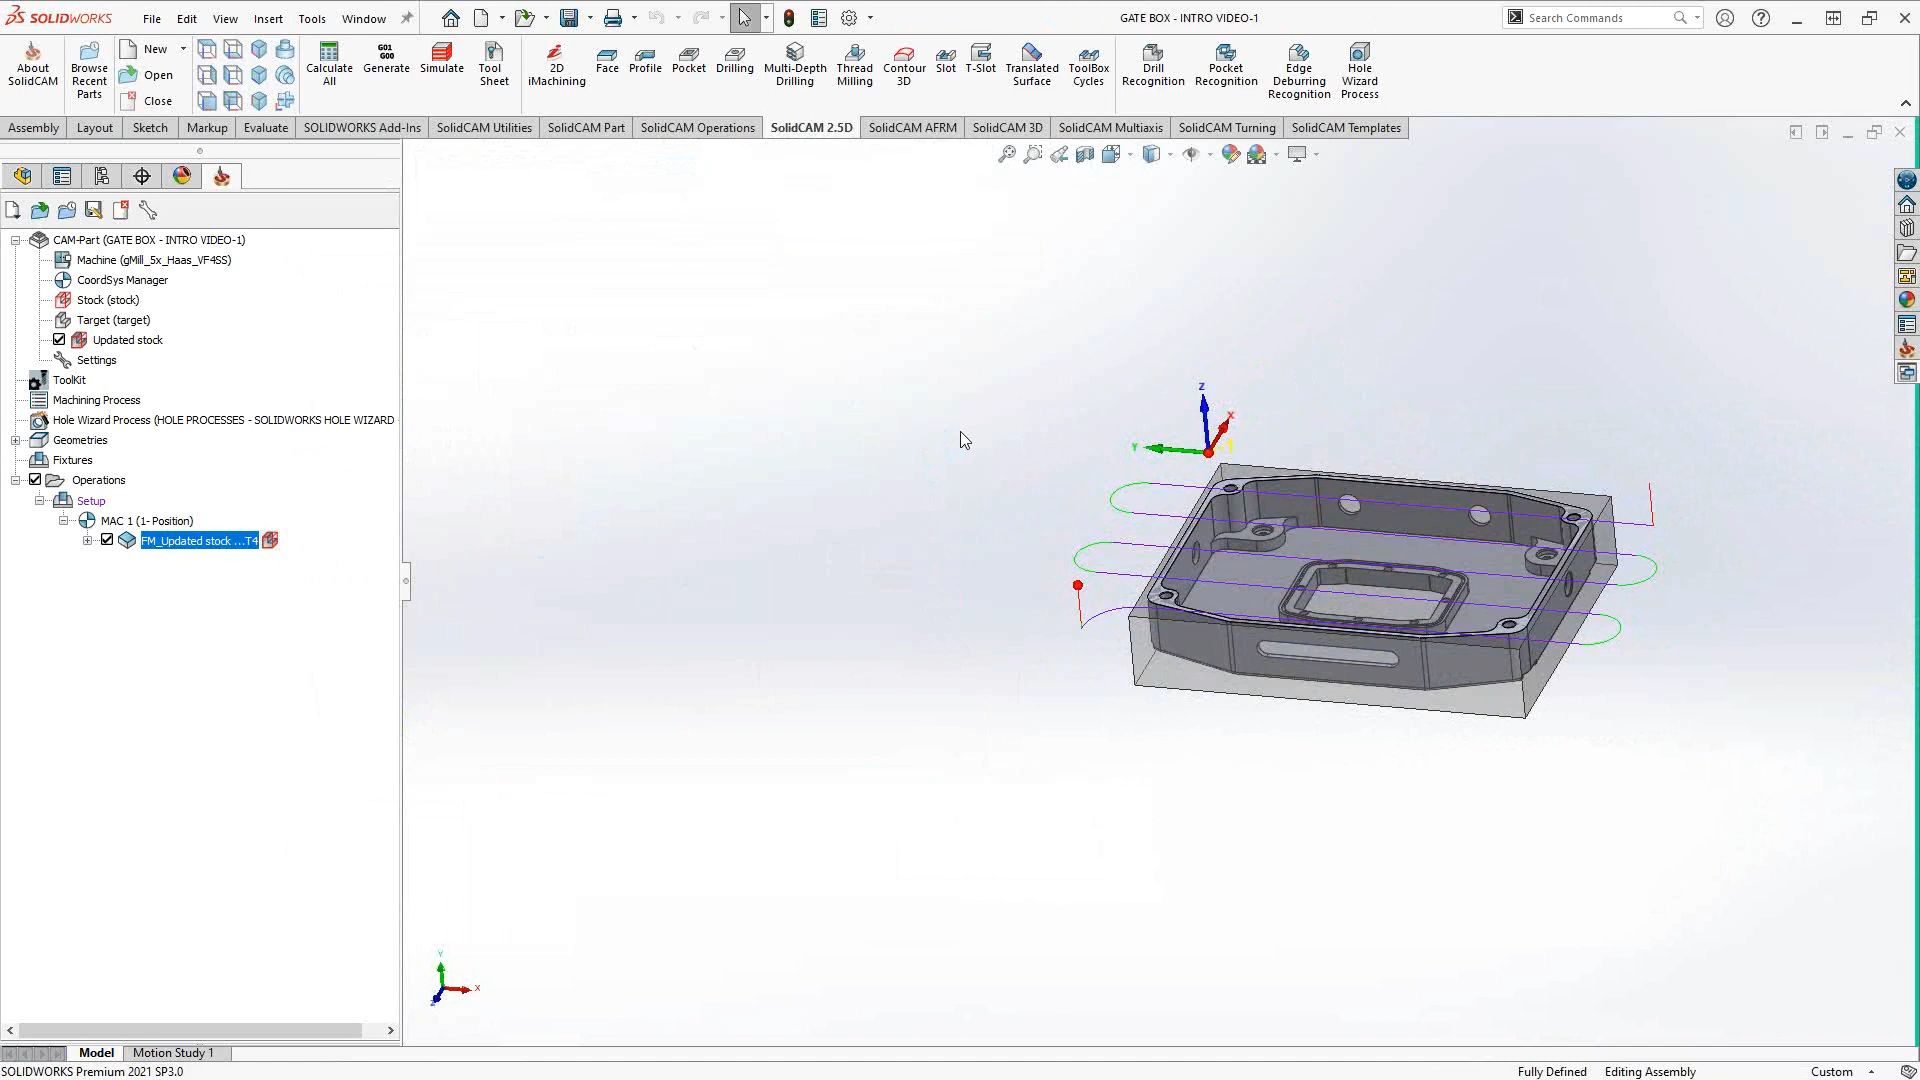 SOLIDWORKS
File Edit View Insert Tools Window
GATE BOX - INTRO VIDEO-1
Search Commands
About SolidCAM
Browse Recent Parts
New
Open
Close
Calculate All
G01 G00 Generate
Simulate
Tool Sheet
2D iMachining
Face
Profile
Pocket
Drilling
Multi-Depth Drilling
Thread Milling
Contour 3D
Slot
T-Slot
Translated Surface
ToolBox Cycles
Drill Recognition
Pocket Recognition
Edge Deburing Recognition
Hole Wizard Process
Assembly Layout Sketch Markup Evaluate SOLIDWORKS Add-Ins SolidCAM Utilities SolidCAM Part SolidCAM Operations SolidCAM 2.5D SolidCAM AFRM SolidCAM 3D SolidCAM Multiaxis SolidCAM Turning SolidCAM Templates
CAM-Part (GATE BOX - INTRO VIDEO-1)
Machine (gMill_5x_Haas_VF4SS)
CoordSys Manager
Stock (stock)
Target (target)
Updated stock
Settings
ToolKit
Machining Process
Hole Wizard Process (HOLE PROCESSES - SOLIDWORKS HOLE WIZARD
Geometries
Fixtures
Operations
Setup
MAC 1 (1- Position)
FM_Updated stock ...T4
Z
X
Y
1
Y
X
Z
Model Motion Study 1
SOLIDWORKS Premium 2021 SP3.0
Fully Defined Editing Assembly Custom